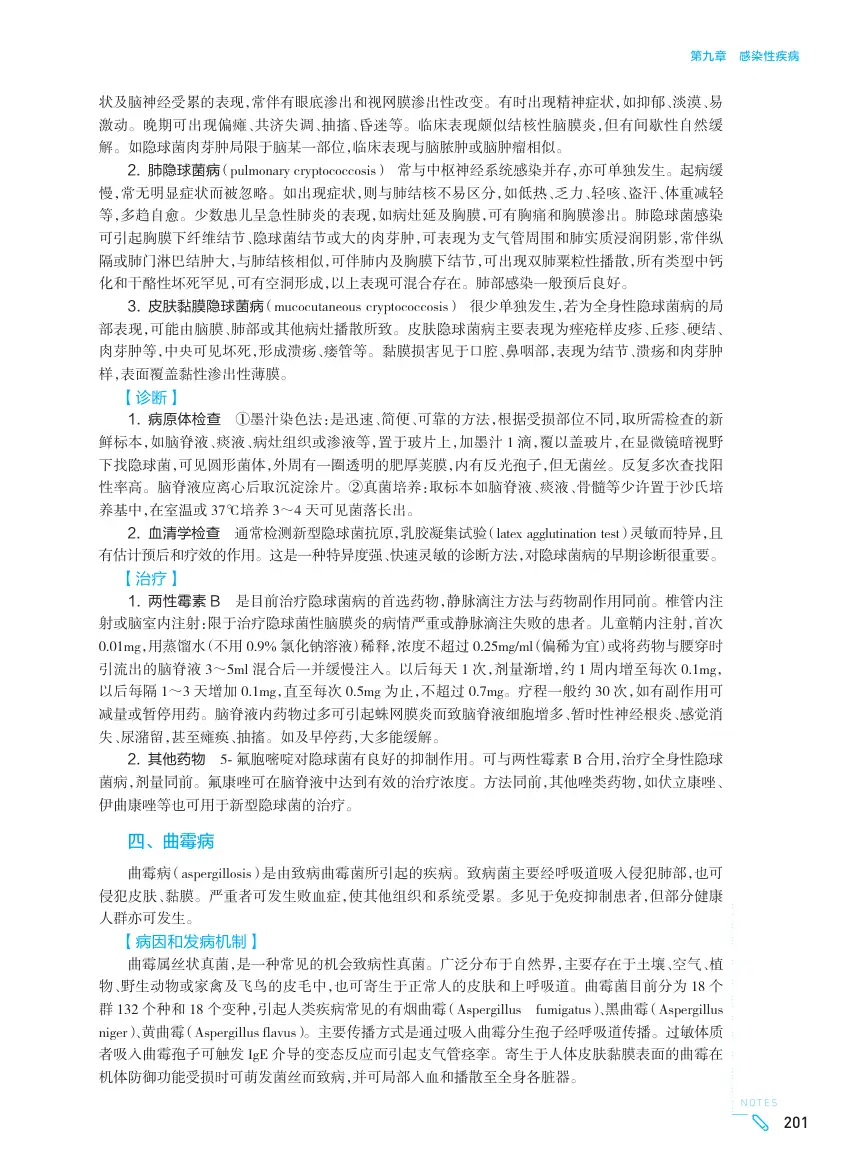 第九章 感染性疾病
状及脑神经受累的表现,常伴有眼底渗出和视网膜渗出性改变。有时出现精神症状,如抑郁、淡漠、易
激动。晚期可出现偏瘫、共济失调、抽搐、昏迷等。临床表现颇似结核性脑膜炎,但有间歇性自然缓
解。如隐球菌肉芽肿局限于脑某一部位,临床表现与脑脓肿或脑肿瘤相似。
2. 肺隐球菌病(pulmonary cryptococcosis) 常与中枢神经系统感染并存,亦可单独发生。起病缓
慢,常无明显症状而被忽略。如出现症状,则与肺结核不易区分,如低热、乏力、轻咳、盗汗、体重减轻
等,多趋自愈。少数患儿呈急性肺炎的表现,如病灶延及胸膜,可有胸痛和胸膜渗出。肺隐球菌感染
可引起胸膜下纤维结节、隐球菌结节或大的肉芽肿,可表现为支气管周围和肺实质浸润阴影,常伴纵
隔或肺门淋巴结肿大,与肺结核相似,可伴肺内及胸膜下结节,可出现双肺粟粒性播散,所有类型中钙
化和干酪性坏死罕见,可有空洞形成,以上表现可混合存在。肺部感染一般预后良好。
3. 皮肤黏膜隐球菌病(mucocutaneous cryptococcosis) 很少单独发生,若为全身性隐球菌病的局
部表现,可能由脑膜、肺部或其他病灶播散所致。皮肤隐球菌病主要表现为痤疮样皮疹、丘疹、硬结、
肉芽肿等,中央可见坏死,形成溃疡、瘘管等。黏膜损害见于口腔、鼻咽部,表现为结节、溃疡和肉芽肿
样,表面覆盖黏性渗出性薄膜。
【诊断】
1. 病原体检查 ①墨汁染色法:是迅速、简便、可靠的方法,根据受损部位不同,取所需检查的新
鲜标本,如脑脊液、痰液、病灶组织或渗液等,置于玻片上,加墨汁 1 滴,覆以盖玻片,在显微镜暗视野
下找隐球菌,可见圆形菌体,外周有一圈透明的肥厚荚膜,内有反光孢子,但无菌丝。反复多次查找阳
性率高。脑脊液应离心后取沉淀涂片。②真菌培养:取标本如脑脊液、痰液、骨髓等少许置于沙氏培
养基中,在室温或 37℃培养 3～4 天可见菌落长出。
2. 血清学检查 通常检测新型隐球菌抗原,乳胶凝集试验(latex agglutination test)灵敏而特异,且
有估计预后和疗效的作用。这是一种特异度强、快速灵敏的诊断方法,对隐球菌病的早期诊断很重要。
【治疗】
1. 两性霉素 B 是目前治疗隐球菌病的首选药物,静脉滴注方法与药物副作用同前。椎管内注
射或脑室内注射:限于治疗隐球菌性脑膜炎的病情严重或静脉滴注失败的患者。儿童鞘内注射,首次
0.01mg,用蒸馏水(不用 0.9% 氯化钠溶液)稀释,浓度不超过 0.25mg/ml(偏稀为宜)或将药物与腰穿时
引流出的脑脊液 3～5ml 混合后一并缓慢注入。以后每天 1 次,剂量渐增,约 1 周内增至每次 0.1mg,
以后每隔 1～3 天增加 0.1mg,直至每次 0.5mg 为止,不超过 0.7mg。疗程一般约 30 次,如有副作用可
减量或暂停用药。脑脊液内药物过多可引起蛛网膜炎而致脑脊液细胞增多、暂时性神经根炎、感觉消
失、尿潴留,甚至瘫痪、抽搐。如及早停药,大多能缓解。
2. 其他药物 5- 氟胞嘧啶对隐球菌有良好的抑制作用。可与两性霉素 B 合用,治疗全身性隐球
菌病,剂量同前。氟康唑可在脑脊液中达到有效的治疗浓度。方法同前,其他唑类药物,如伏立康唑、
伊曲康唑等也可用于新型隐球菌的治疗。
四、曲霉病
曲霉病(aspergillosis)是由致病曲霉菌所引起的疾病。致病菌主要经呼吸道吸入侵犯肺部,也可
侵犯皮肤、黏膜。严重者可发生败血症,使其他组织和系统受累。多见于免疫抑制患者,但部分健康
人群亦可发生。
【病因和发病机制】
曲霉属丝状真菌,是一种常见的机会致病性真菌。广泛分布于自然界,主要存在于土壤、空气、植
物、野生动物或家禽及飞鸟的皮毛中,也可寄生于正常人的皮肤和上呼吸道。曲霉菌目前分为 18 个
群 132 个种和 18 个变种,引起人类疾病常见的有烟曲霉(Aspergillus fumigatus)、黑曲霉(Aspergillus
niger)、黄曲霉(Aspergillus flavus)。主要传播方式是通过吸入曲霉分生孢子经呼吸道传播。过敏体质
者吸入曲霉孢子可触发 IgE 介导的变态反应而引起支气管痉挛。寄生于人体皮肤黏膜表面的曲霉在
机体防御功能受损时可萌发菌丝而致病,并可局部入血和播散至全身各脏器。
NOTES
201